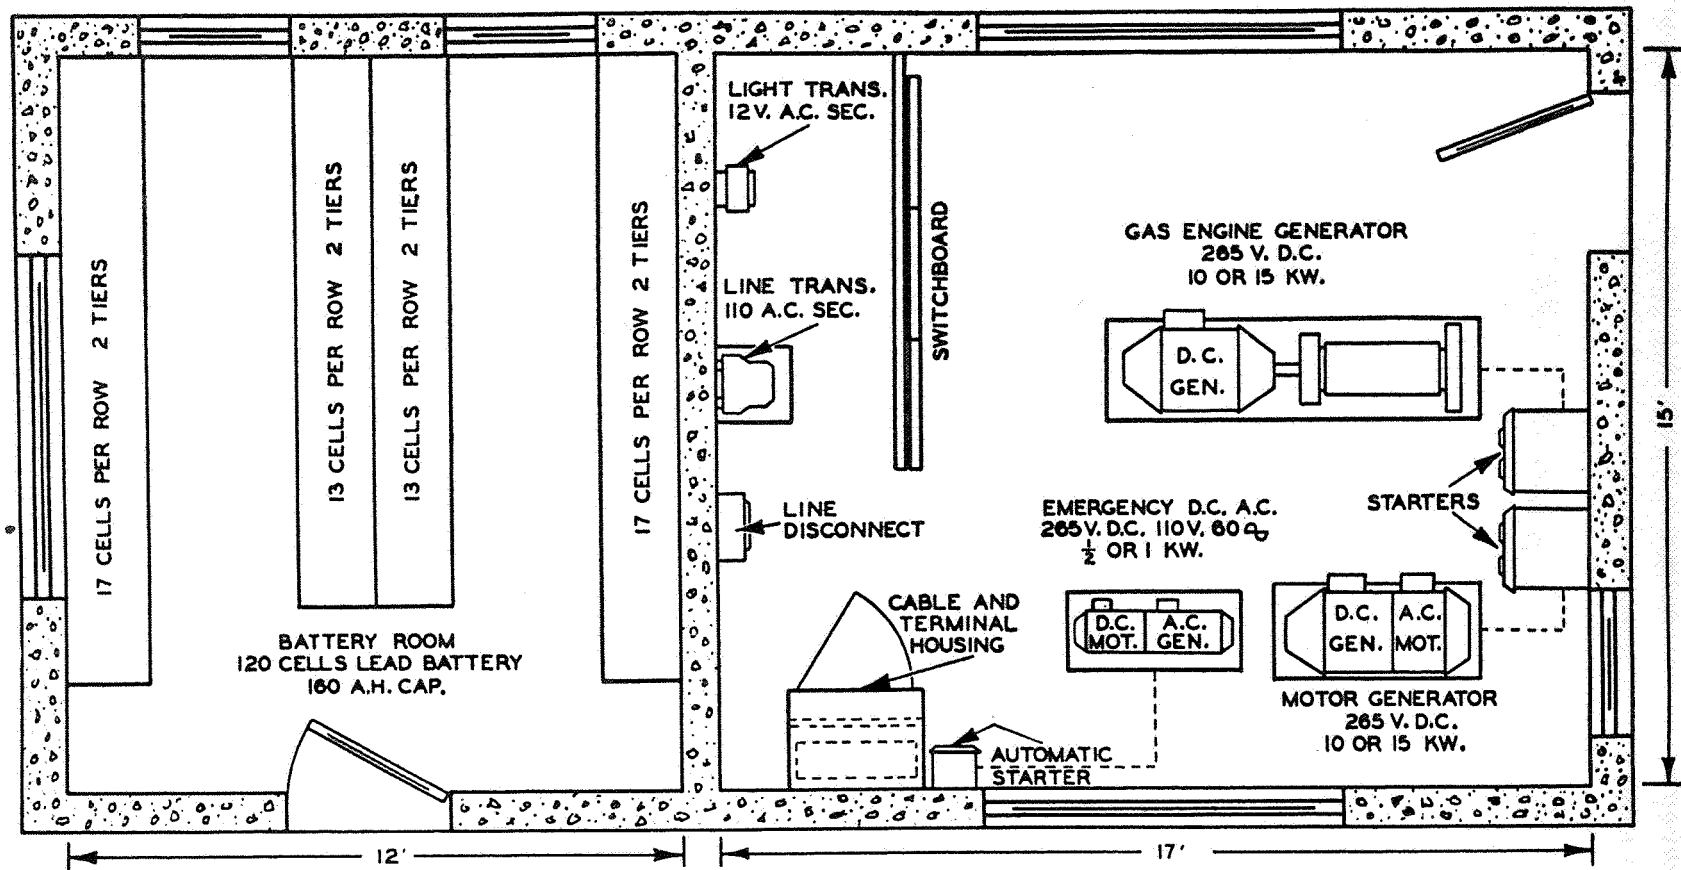 17 CELLS PER ROW 2 TIERS
13 CELLS PER ROW 2 TIERS
13 CELLS PER ROW 2 TIERS
17 CELLS PER ROW 2 TIERS
BATTERY ROOM
120 CELLS LEAD BATTERY
160 A.H. CAP.
12'
LIGHT TRANS.
12 V. A.C. SEC.
LINE TRANS.
110 A.C. SEC.
SWITCHBOARD
LINE
DISCONNECT
CABLE AND
TERMINAL
HOUSING
AUTOMATIC
STARTER
GAS ENGINE GENERATOR
265 V. D.C.
10 OR 15 KW.
D.C.
GEN.
STARTERS
EMERGENCY D.C. A.C.
265 V. D.C. 110 V. 60 ∿
½ OR 1 KW.
D.C. A.C.
MOT. GEN.
D.C. A.C.
GEN. MOT.
MOTOR GENERATOR
265 V. D.C.
10 OR 15 KW.
15'
17'